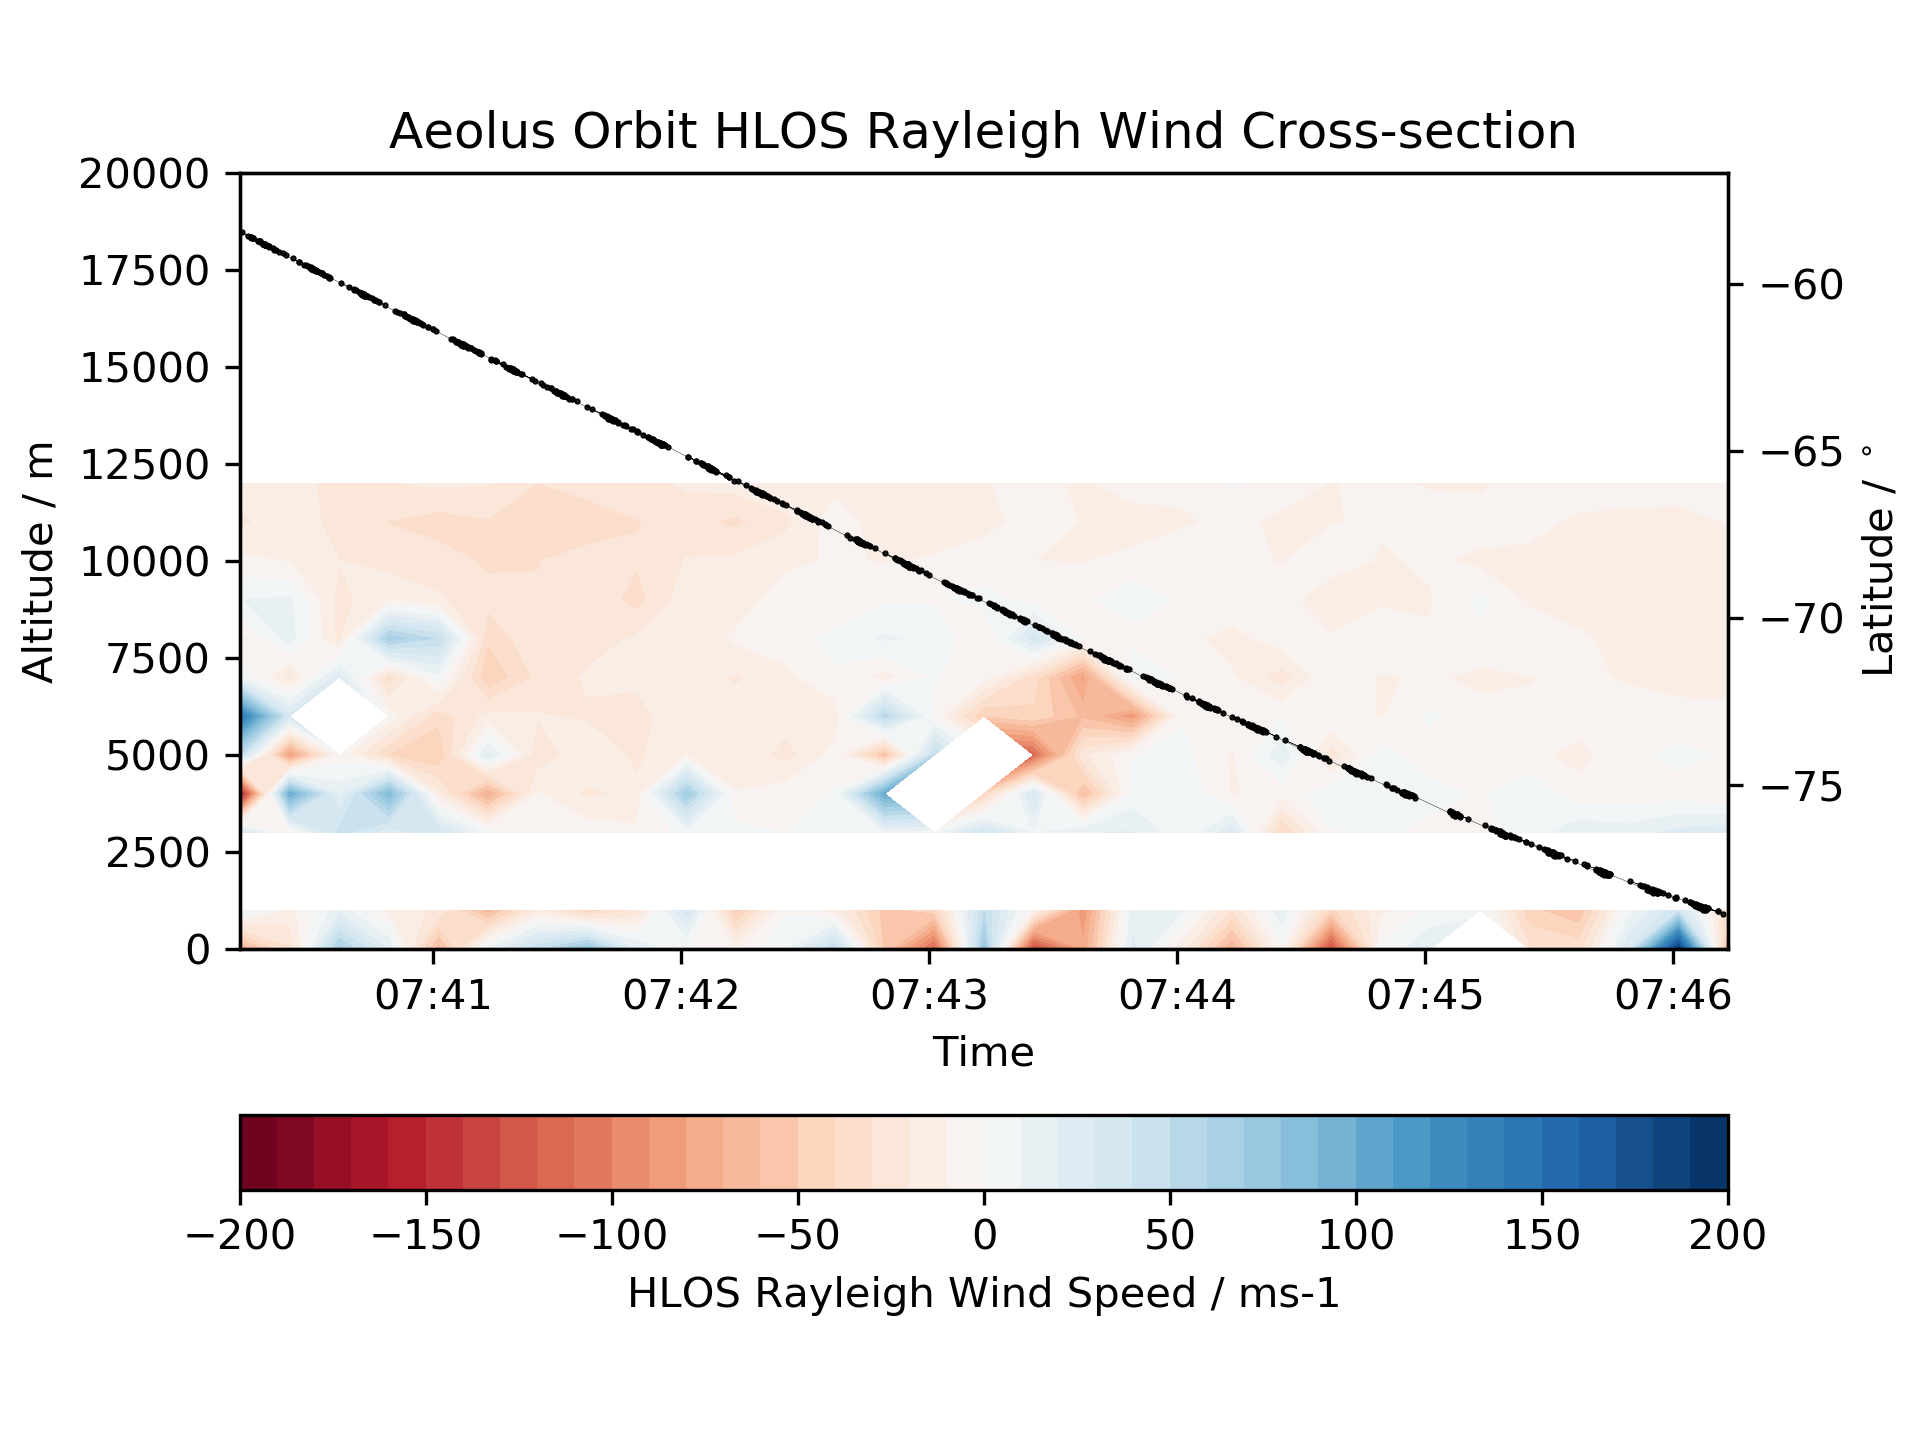 Aeolus Orbit HLOS Rayleigh Wind Cross-section
20000
17500
15000
12500
10000
7500
5000
2500
0
Altitude / m
−60
−65
−70
−75
Latitude / °
07:41 07:42 07:43 07:44 07:45 07:46
Time
−200 −150 −100 −50 0 50 100 150 200
HLOS Rayleigh Wind Speed / ms-1